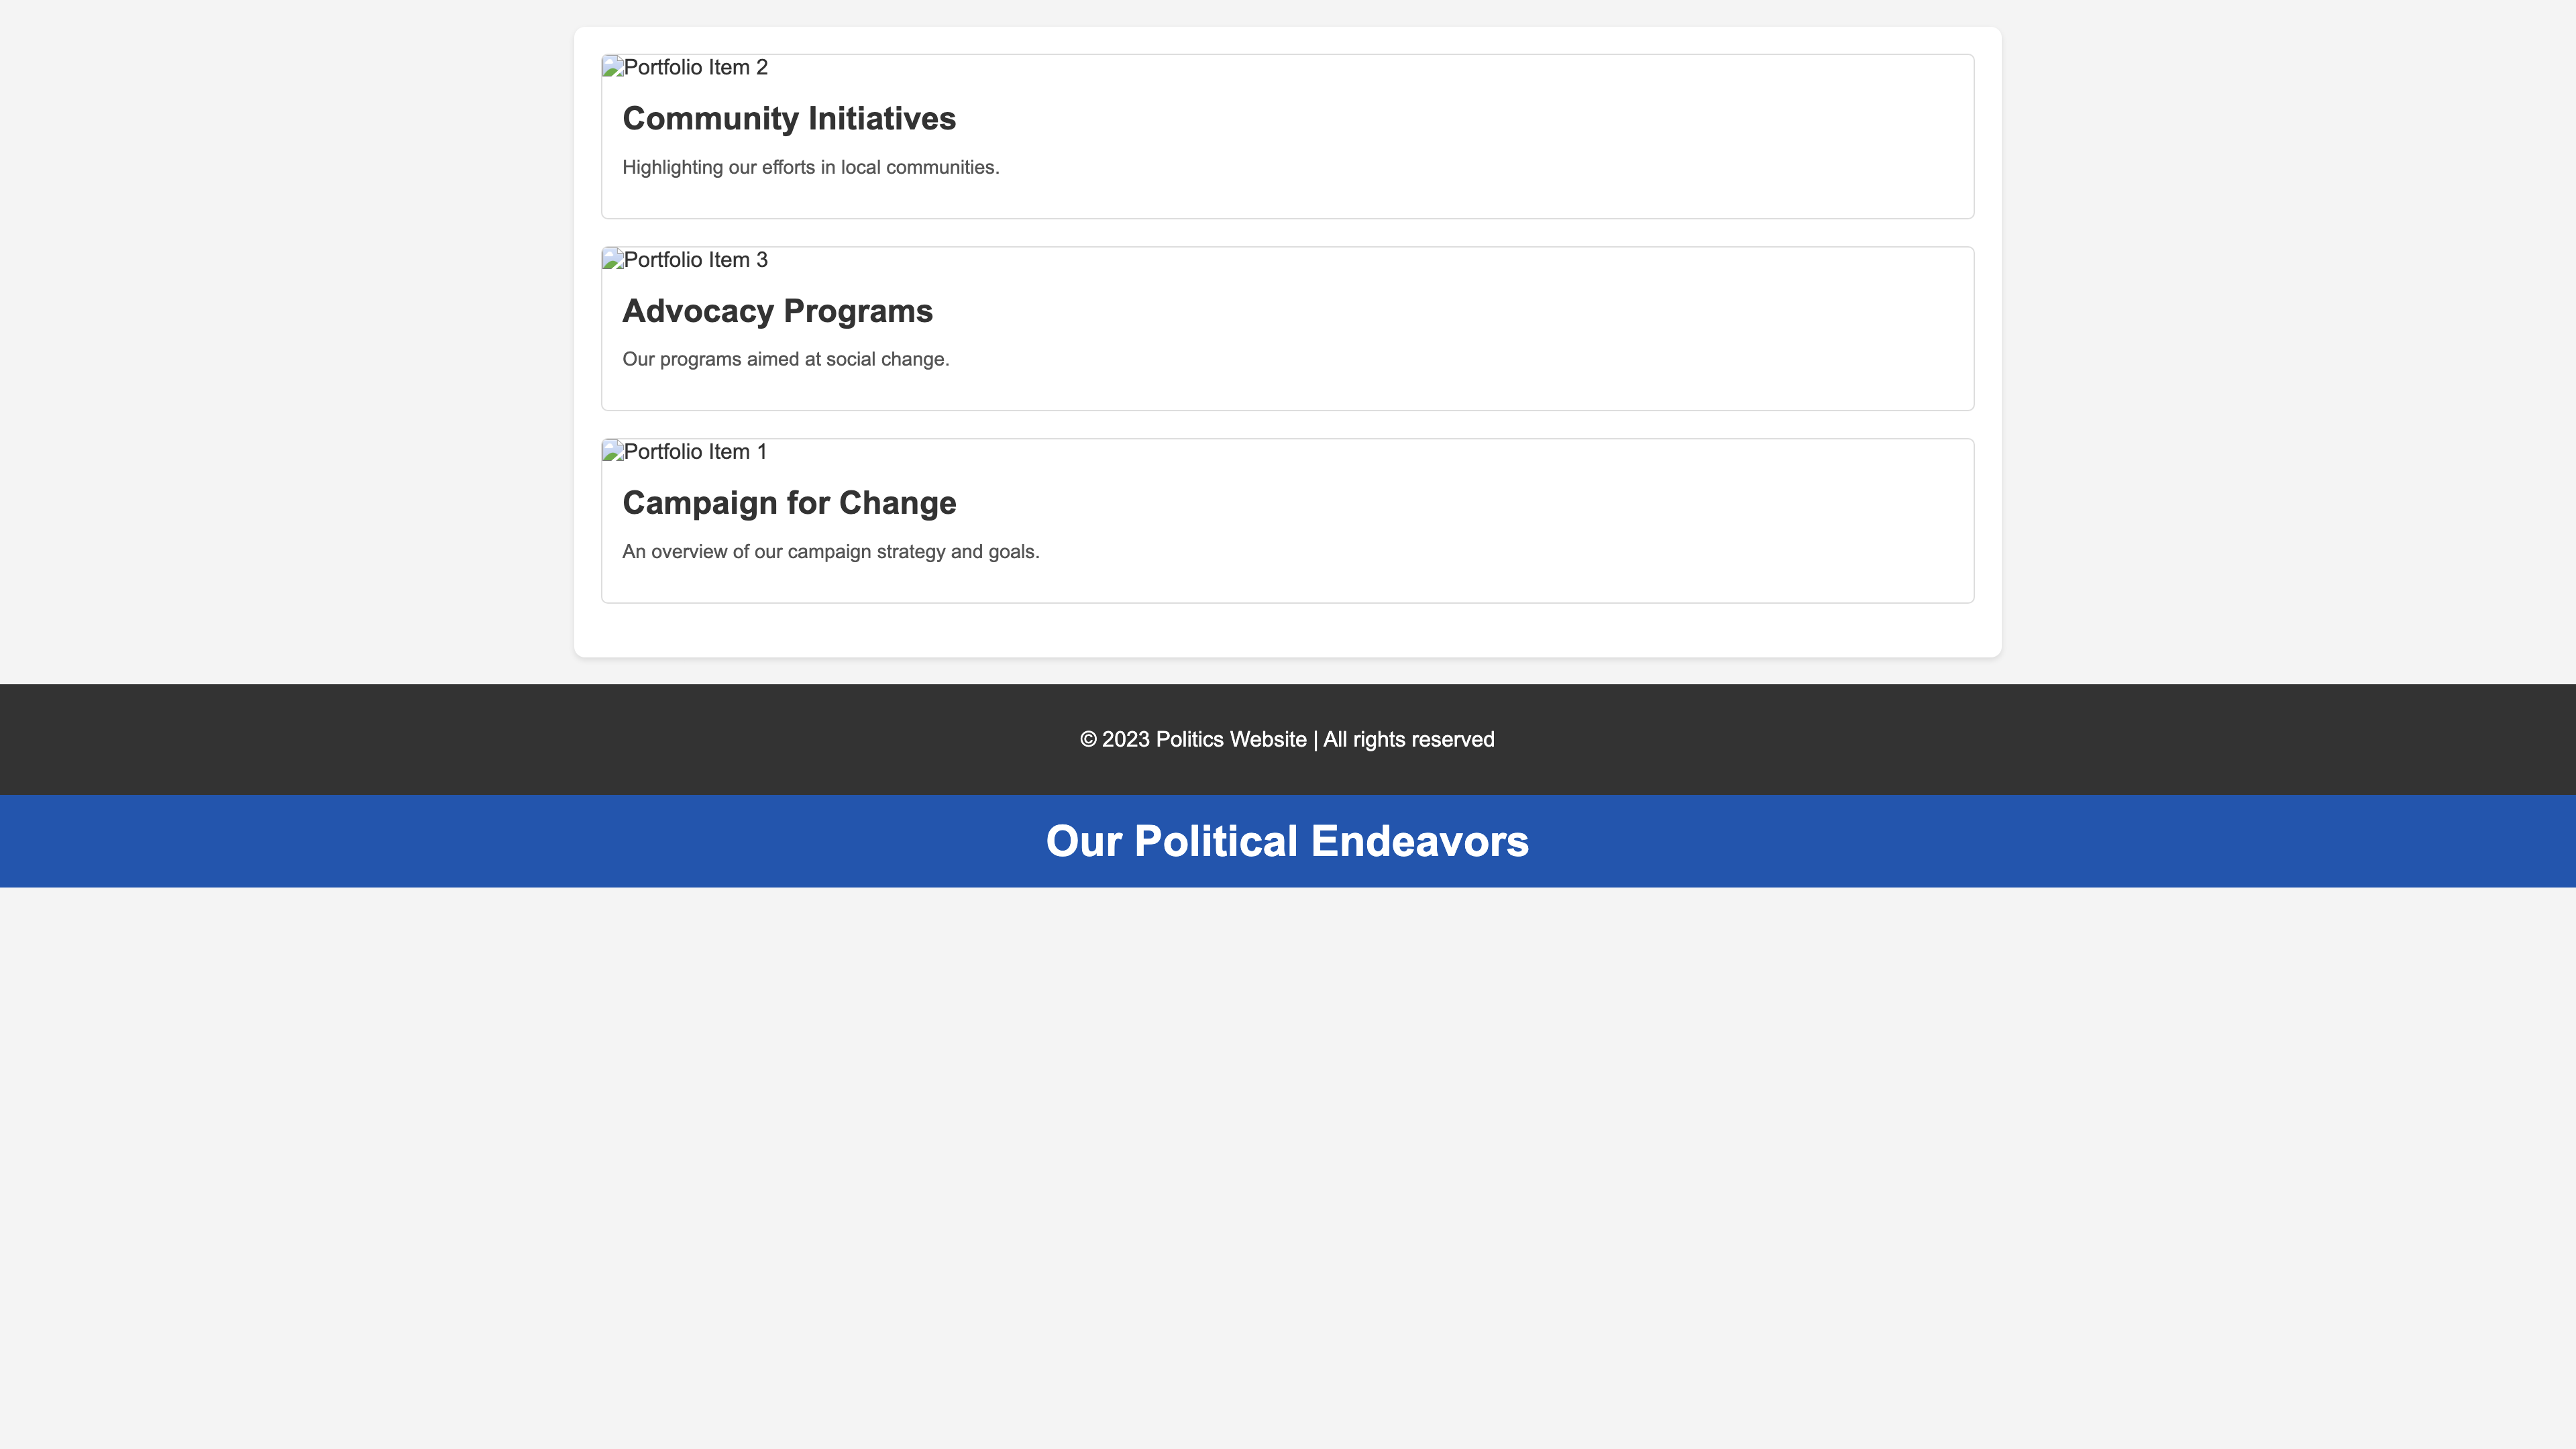 Portfolio Item 2
Community Initiatives
Highlighting our efforts in local communities.
Portfolio Item 3
Advocacy Programs
Our programs aimed at social change.
Portfolio Item 1
Campaign for Change
An overview of our campaign strategy and goals.
© 2023 Politics Website | All rights reserved
Our Political Endeavors